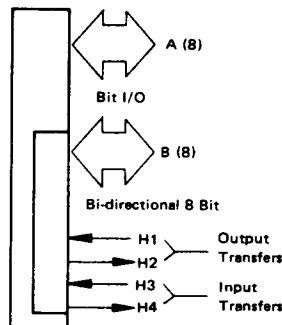 A (8)
Bit I/O
B (8)
Bi-directional 8 Bit
H1
H2
Output
Transfers
H3
H4
Input
Transfers